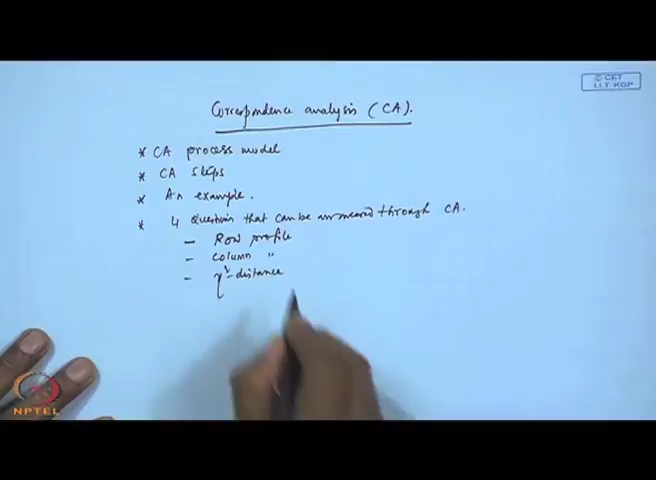 © CET
I.I.T. KGP
Correspondence analysis (CA).
* CA process model
* CA steps
* An example.
* 4 Question that can be answered through CA.
- Row profile
- Column "
- χ²-distance
NPTEL